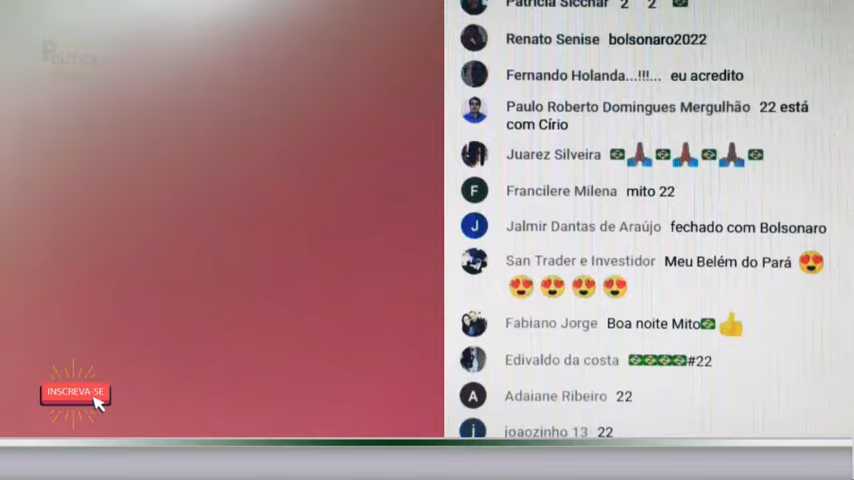 POLITICA
Patricia Sicchar 2 2
Renato Senise bolsonaro2022
Fernando Holanda...!!!... eu acredito
Paulo Roberto Domingues Mergulhão 22 está
com Círio
Juarez Silveira 🇧🇷🙏🏾🇧🇷🙏🏾🇧🇷🙏🏿🇧🇷
F Francilere Milena mito 22
J Jalmir Dantas de Araújo fechado com Bolsonaro
San Trader e Investidor Meu Belém do Pará 😍
😍😍😍😍
Fabiano Jorge Boa noite Mito🇧🇷👍
Edivaldo da costa 🇧🇷🇧🇷🇧🇷🇧🇷#22
INSCREVA-SE
A Adaiane Ribeiro 22
j joaozinho 13 22